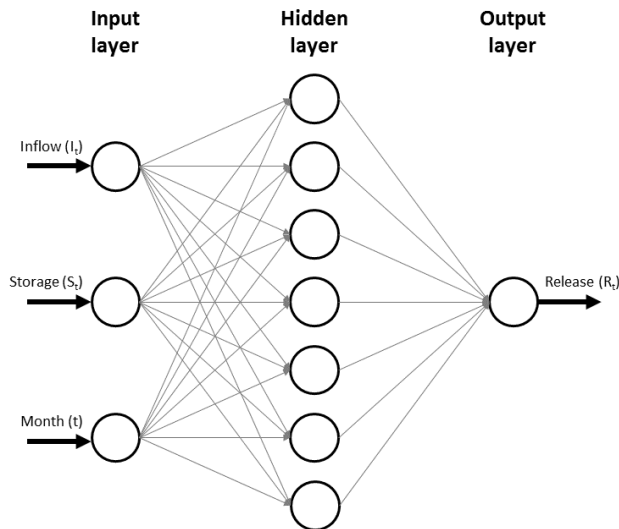 Input
layer
Hidden
layer
Output
layer
Inflow (Iₜ)
Storage (Sₜ)
Release (Rₜ)
Month (t)